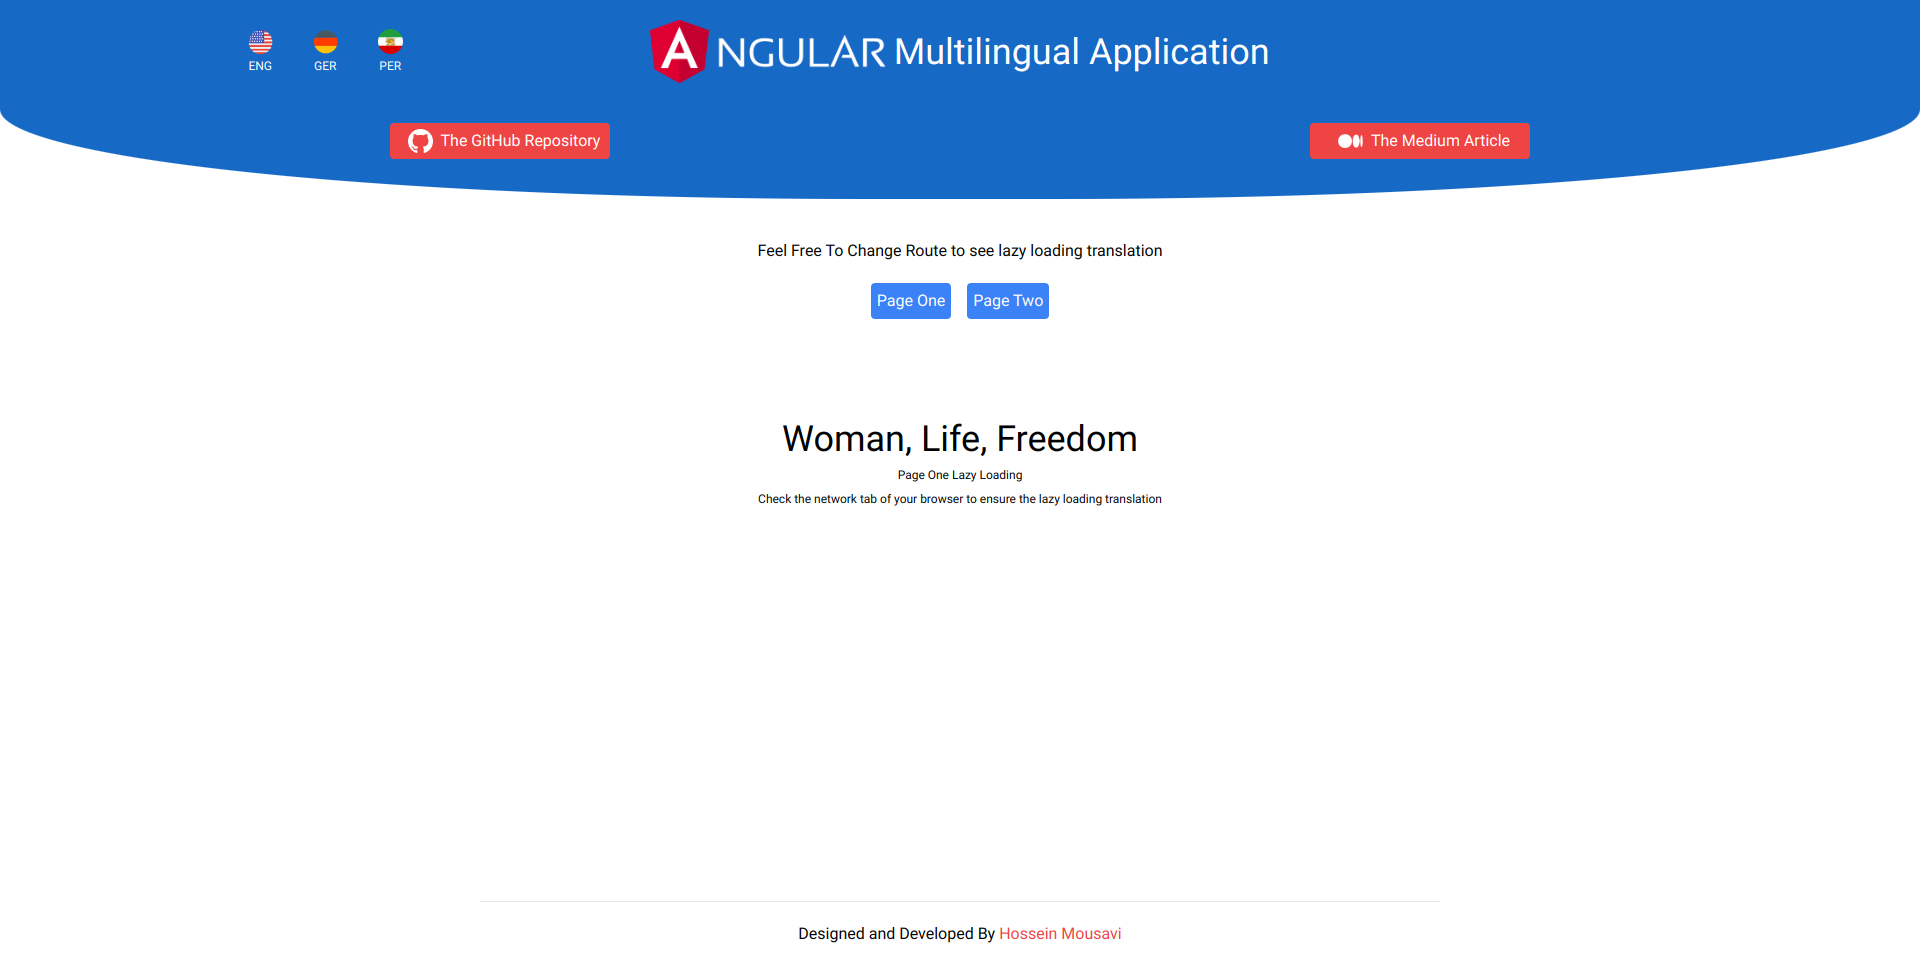 ENG GER PER
A NGULAR Multilingual Application
The GitHub Repository
The Medium Article
Feel Free To Change Route to see lazy loading translation
Page One Page Two
Woman, Life, Freedom
Page One Lazy Loading
Check the network tab of your browser to ensure the lazy loading translation
Designed and Developed By Hossein Mousavi